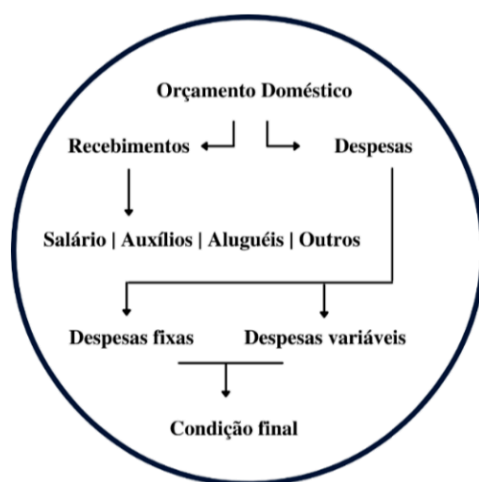 Orçamento Doméstico
Recebimentos Despesas
Salário | Auxílios | Aluguéis | Outros
Despesas fixas Despesas variáveis
Condição final